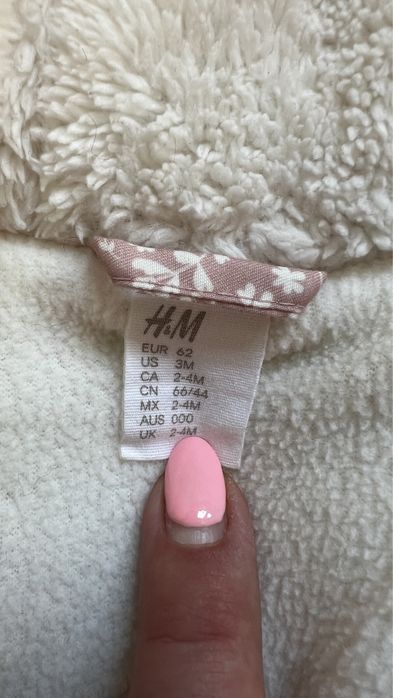 H&M
EUR 62
US 3M
CA 2-4M
CN 66/44
MX 2-4M
AUS 000
UK 2-4M